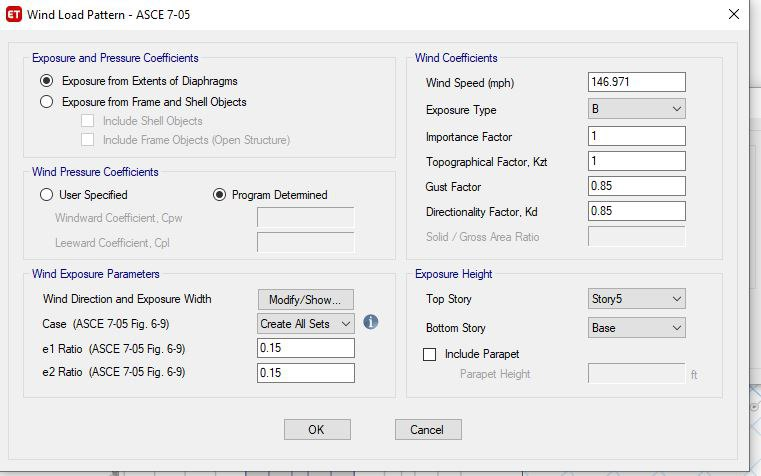 ET Wind Load Pattern - ASCE 7-05
Exposure and Pressure Coefficients
Exposure from Extents of Diaphragms
Exposure from Frame and Shell Objects
Include Shell Objects
Include Frame Objects (Open Structure)
Wind Pressure Coefficients
User Specified Program Determined
Windward Coefficient, Cpw
Leeward Coefficient, Cpl
Wind Exposure Parameters
Wind Direction and Exposure Width Modify/Show...
Case (ASCE 7-05 Fig. 6-9) Create All Sets i
e1 Ratio (ASCE 7-05 Fig. 6-9) 0.15
e2 Ratio (ASCE 7-05 Fig. 6-9) 0.15
Wind Coefficients
Wind Speed (mph) 146.971
Exposure Type B
Importance Factor 1
Topographical Factor, Kzt 1
Gust Factor 0.85
Directionality Factor, Kd 0.85
Solid / Gross Area Ratio
Exposure Height
Top Story Story5
Bottom Story Base
Include Parapet
Parapet Height ft
OK Cancel